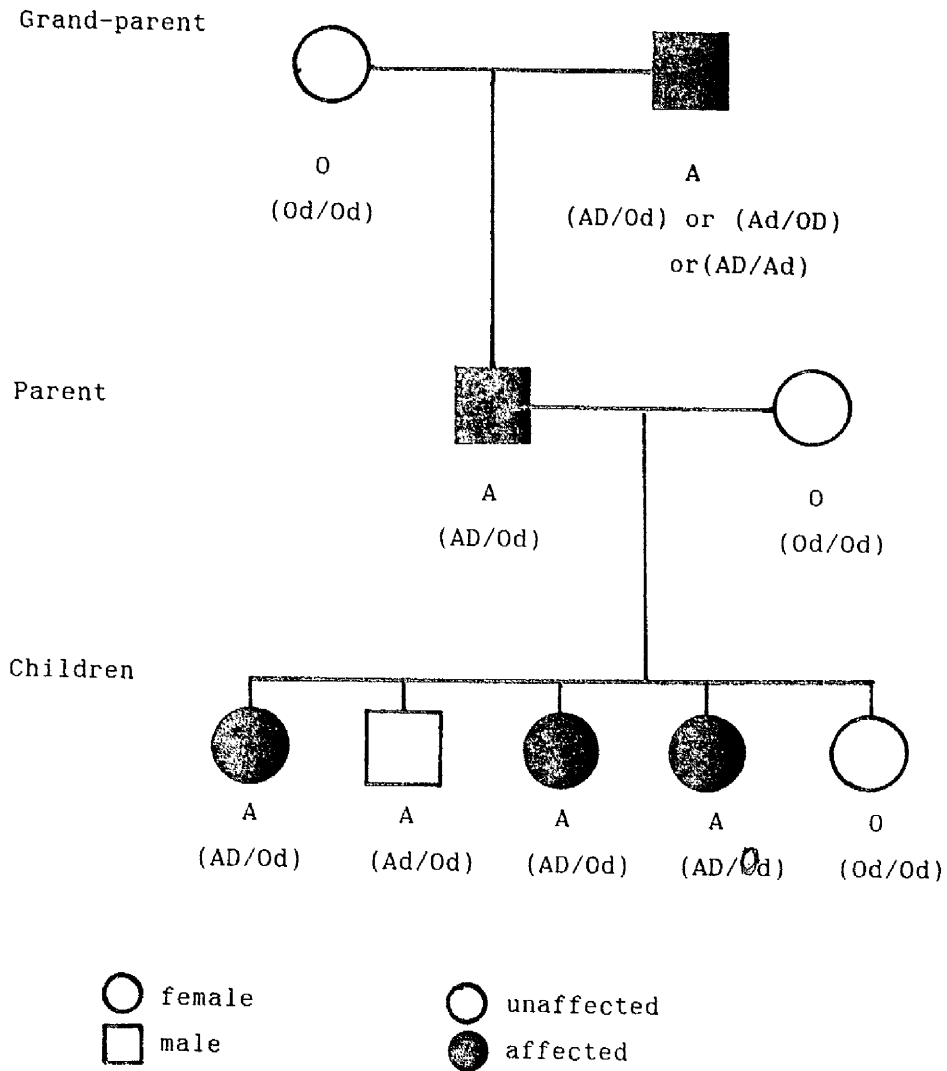 Grand-parent
O
(Od/Od)
A
(AD/Od) or (Ad/OD)
or(AD/Ad)
Parent
A
(AD/Od)
O
(Od/Od)
Children
A
(AD/Od)
A
(Ad/Od)
A
(AD/Od)
A
(AD/Od)
O
(Od/Od)
female
unaffected
male
affected